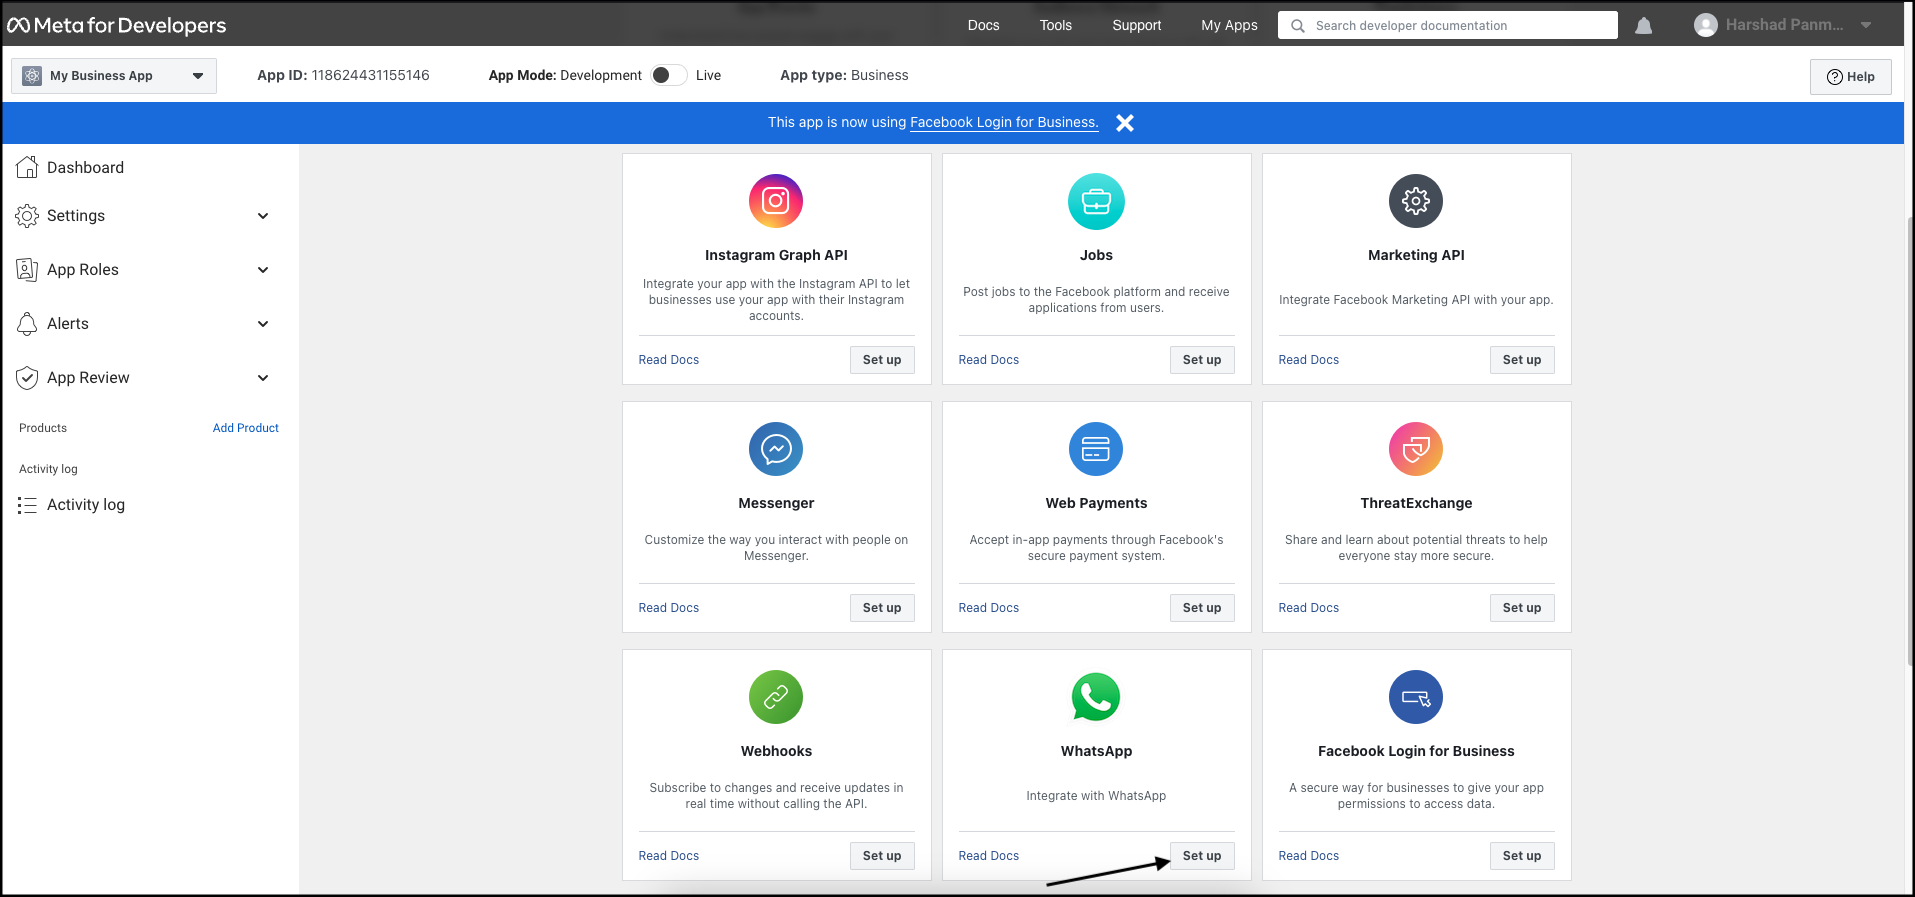 Meta for Developers
Docs
Tools
Support
My Apps
Search developer documentation
Harshad Panm...
My Business App
App ID: 118624431155146
App Mode: Development
Live
App type: Business
Help
This app is now using Facebook Login for Business.
Dashboard
Settings
App Roles
Alerts
App Review
Products
Add Product
Activity log
Activity log
Instagram Graph API
Integrate your app with the Instagram API to let
businesses use your app with their Instagram
accounts.
Read Docs
Set up
Jobs
Post jobs to the Facebook platform and receive
applications from users.
Read Docs
Set up
Marketing API
Integrate Facebook Marketing API with your app.
Read Docs
Set up
Messenger
Customize the way you interact with people on
Messenger.
Read Docs
Set up
Web Payments
Accept in-app payments through Facebook's
secure payment system.
Read Docs
Set up
ThreatExchange
Share and learn about potential threats to help
everyone stay more secure.
Read Docs
Set up
Webhooks
Subscribe to changes and receive updates in
real time without calling the API.
Read Docs
Set up
WhatsApp
Integrate with WhatsApp
Read Docs
Set up
Facebook Login for Business
A secure way for businesses to give your app
permissions to access data.
Read Docs
Set up